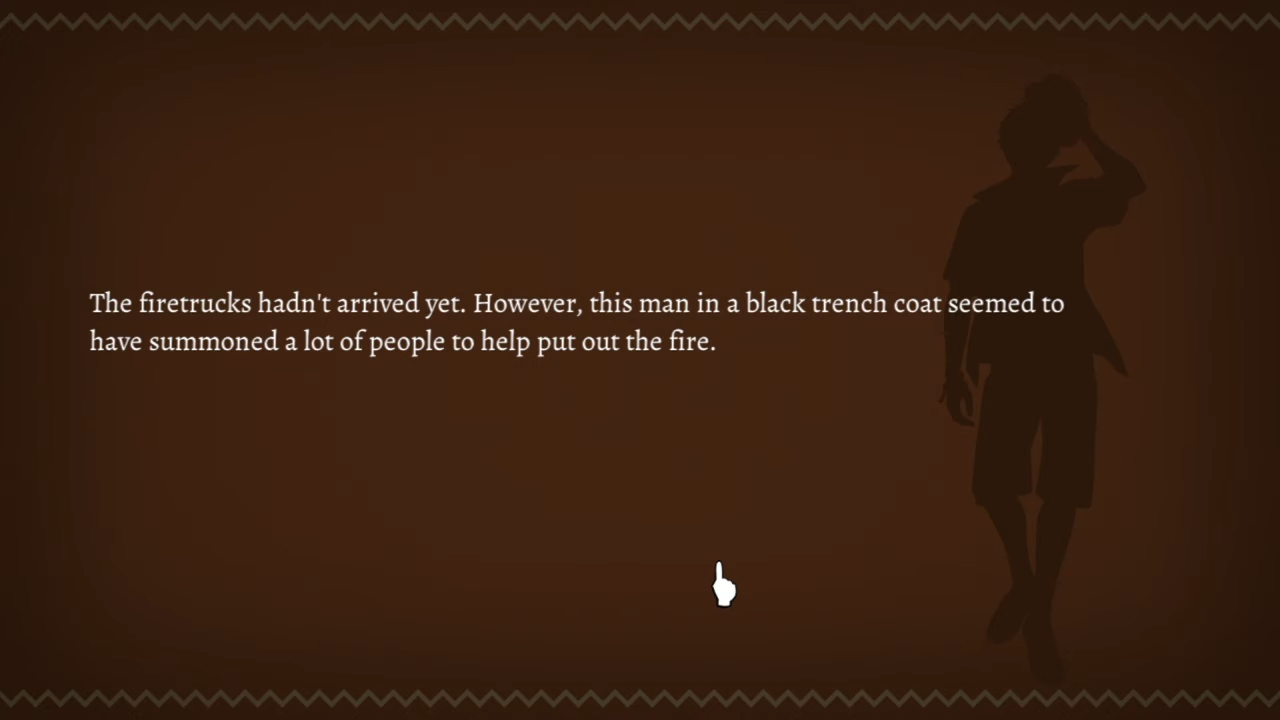 The firetrucks hadn't arrived yet. However, this man in a black trench coat seemed to
have summoned a lot of people to help put out the fire.